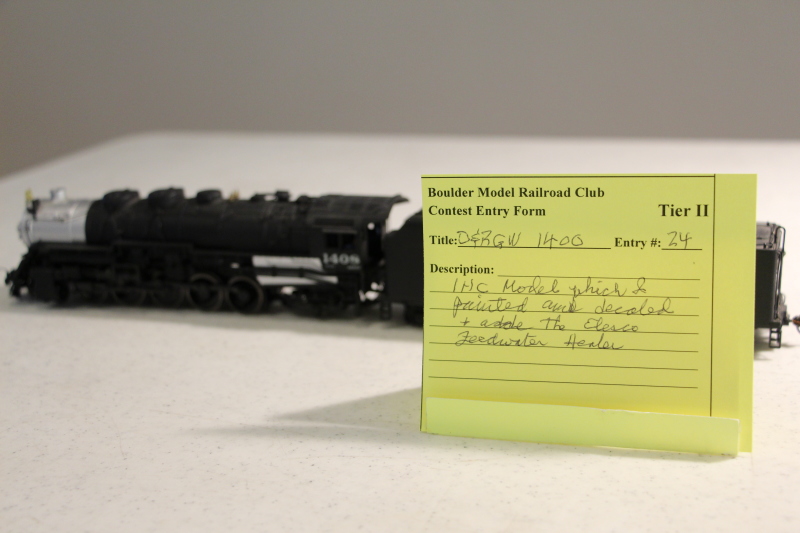 Boulder Model Railroad Club
Contest Entry Form Tier II
Title: D&RGW 1400 Entry #: 24
Description:
IHC Model which I
painted and decaled
+ adde The Elesco
Feedwater Heater
1408